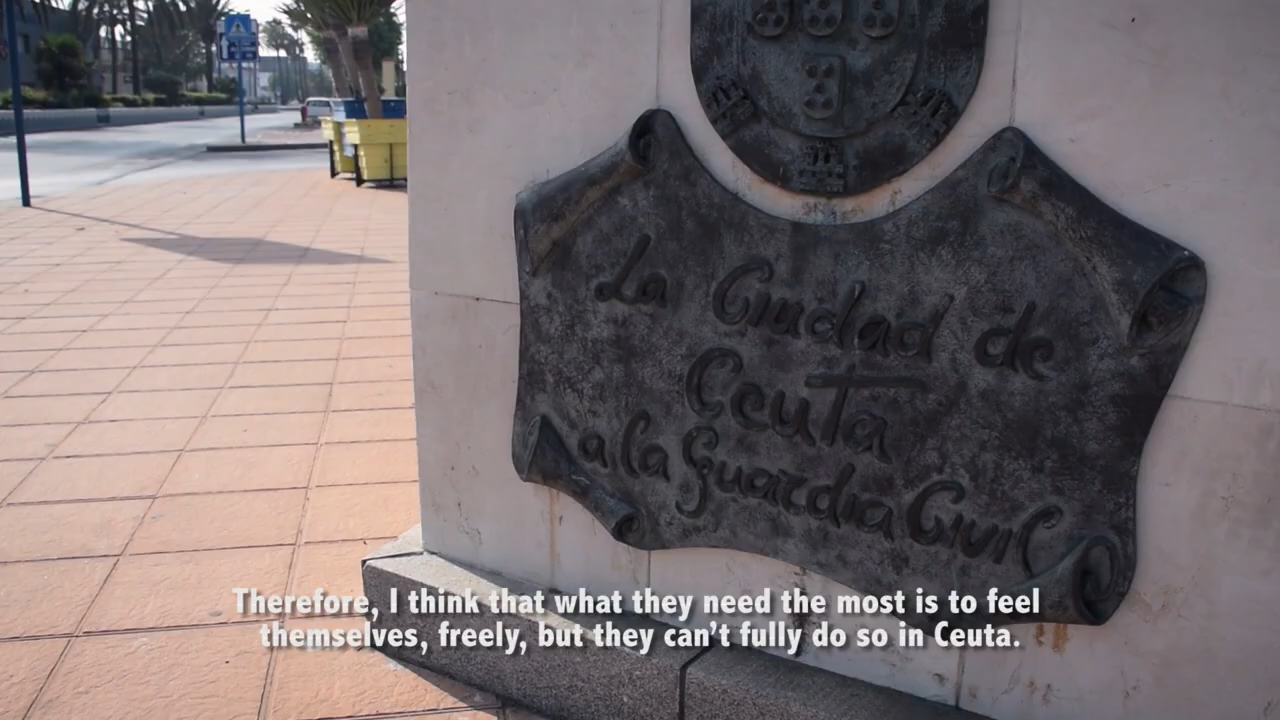 La Ciudad de
Ceuta
a la Guardia Civil
Therefore, I think that what they need the most is to feel
themselves, freely, but they can't fully do so in Ceuta.